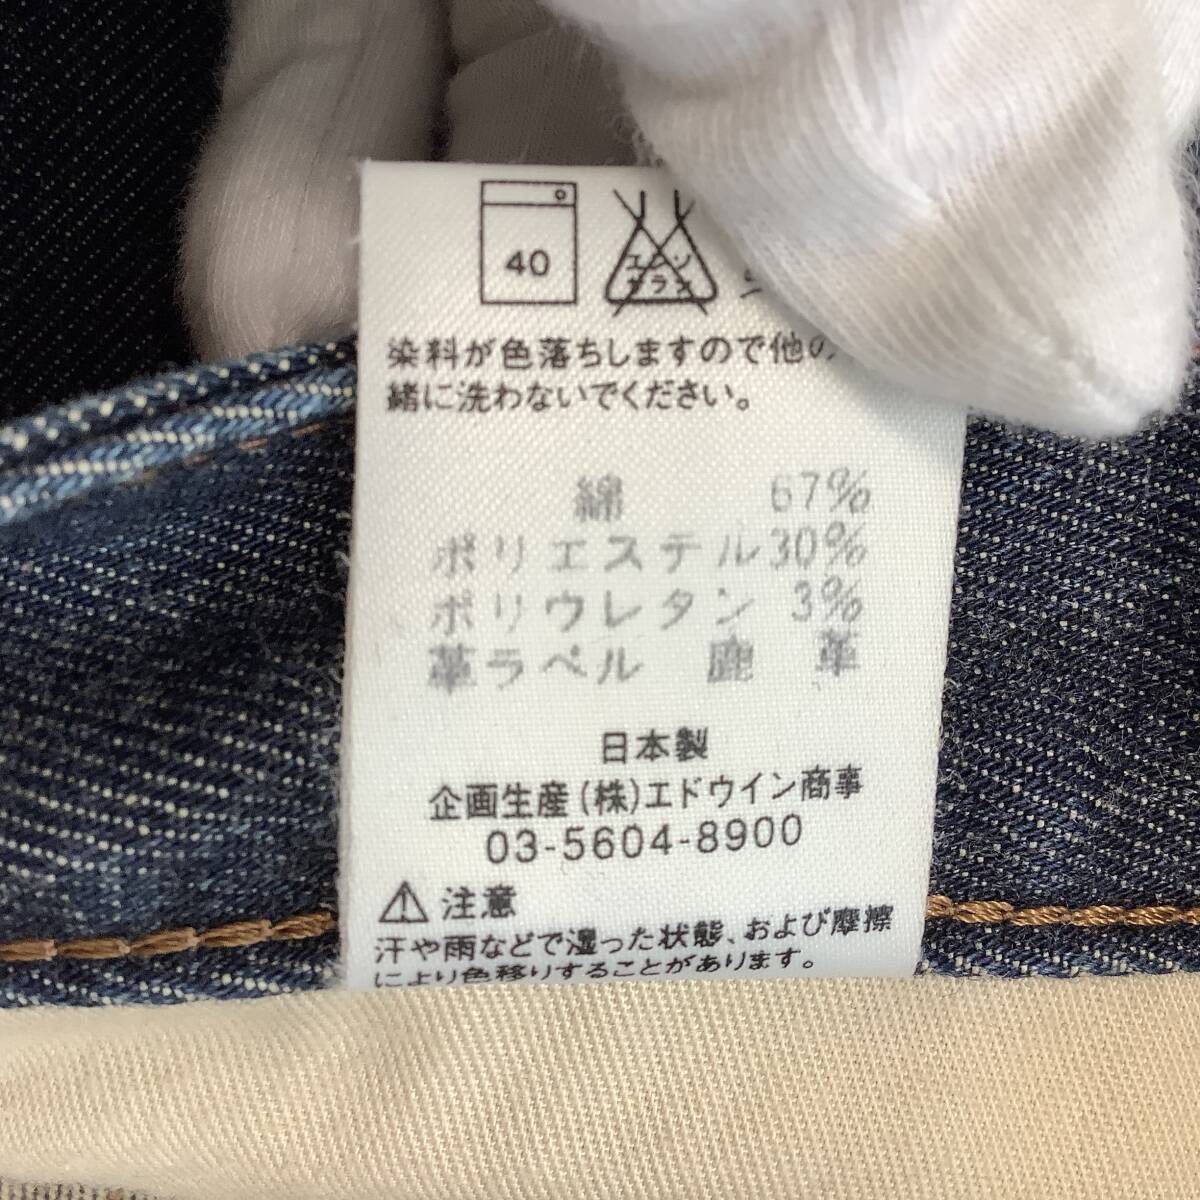 40
エンソ
サラシ
染料が色落ちしますので他の
緒に洗わないでください。
綿 67%
ポリエステル 30%
ポリウレタン 3%
革ラベル 鹿 革
日本製
企画生産(株)エドウイン商事
03-5604-8900
注意
汗や雨などで湿った状態、および摩擦
により色移りすることがあります。